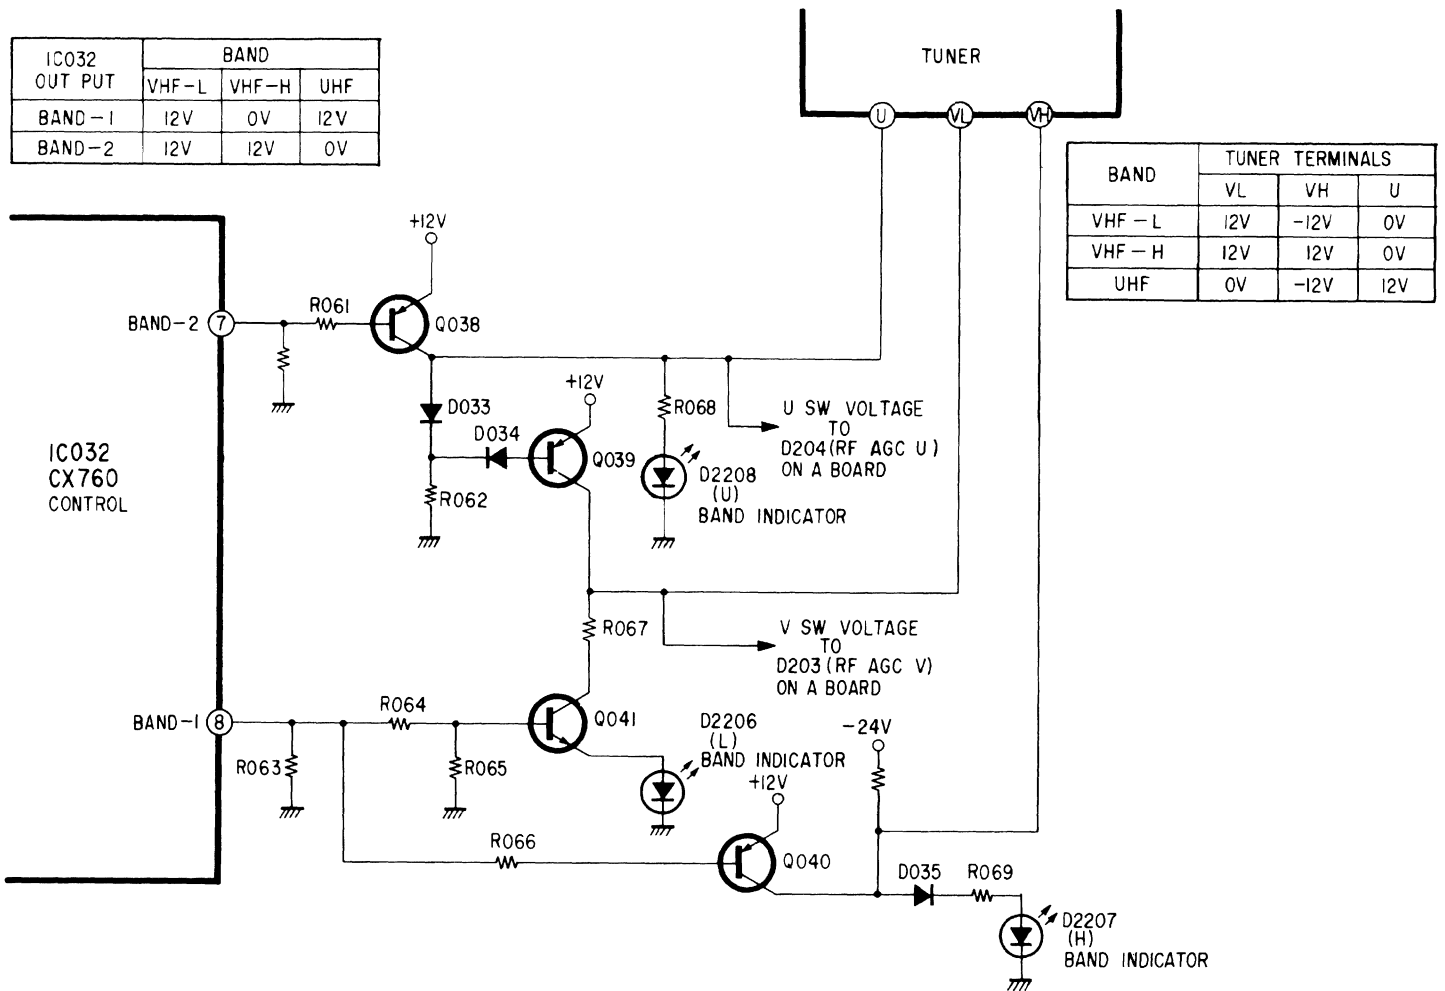 IC032 OUT PUT
BAND
VHF-L VHF-H UHF
BAND-1 12V 0V 12V
BAND-2 12V 12V 0V
TUNER
U VL VH
BAND
TUNER TERMINALS
VL VH U
VHF-L 12V -12V 0V
VHF-H 12V 12V 0V
UHF 0V -12V 12V
+12V
R061
BAND-2 7
Q038
+12V
D033
D034
Q039
R062
R068
D2208
(U)
BAND INDICATOR
U SW VOLTAGE
TO
D204(RF AGC U)
ON A BOARD
IC032
CX760
CONTROL
R067
V SW VOLTAGE
TO
D203(RF AGC V)
ON A BOARD
BAND-1 8
R064
Q041
R063
R065
D2206
(L)
BAND INDICATOR
-24V
+12V
R066
Q040
D035
R069
D2207
(H)
BAND INDICATOR